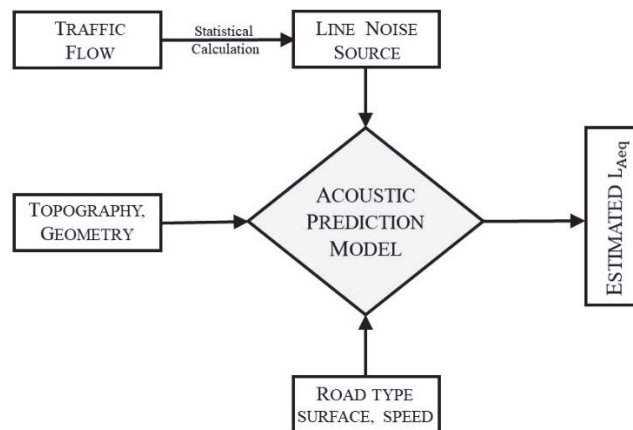 TRAFFIC
FLOW
Statistical
Calculation
LINE NOISE
SOURCE
TOPOGRAPHY,
GEOMETRY
ACOUSTIC
PREDICTION
MODEL
ESTIMATED LAeq
ROAD TYPE
SURFACE, SPEED